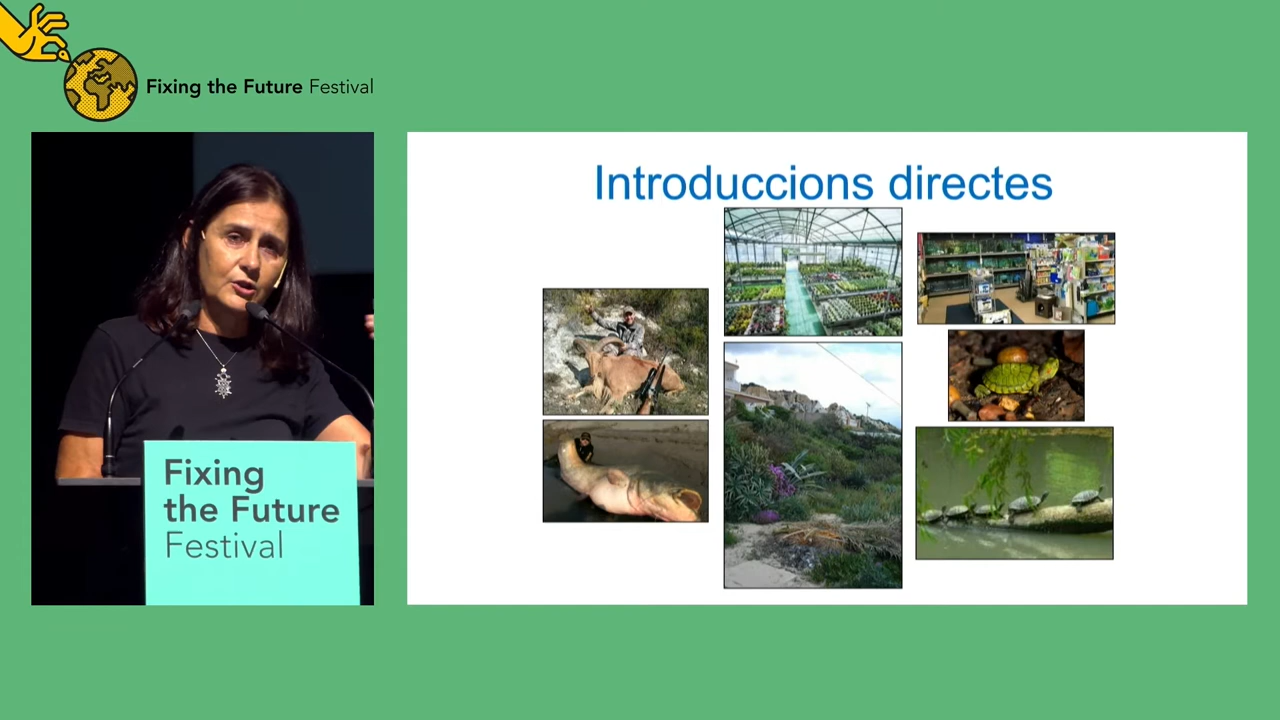 Fixing the Future Festival
Introduccions directes
Fixing
the Future
Festival